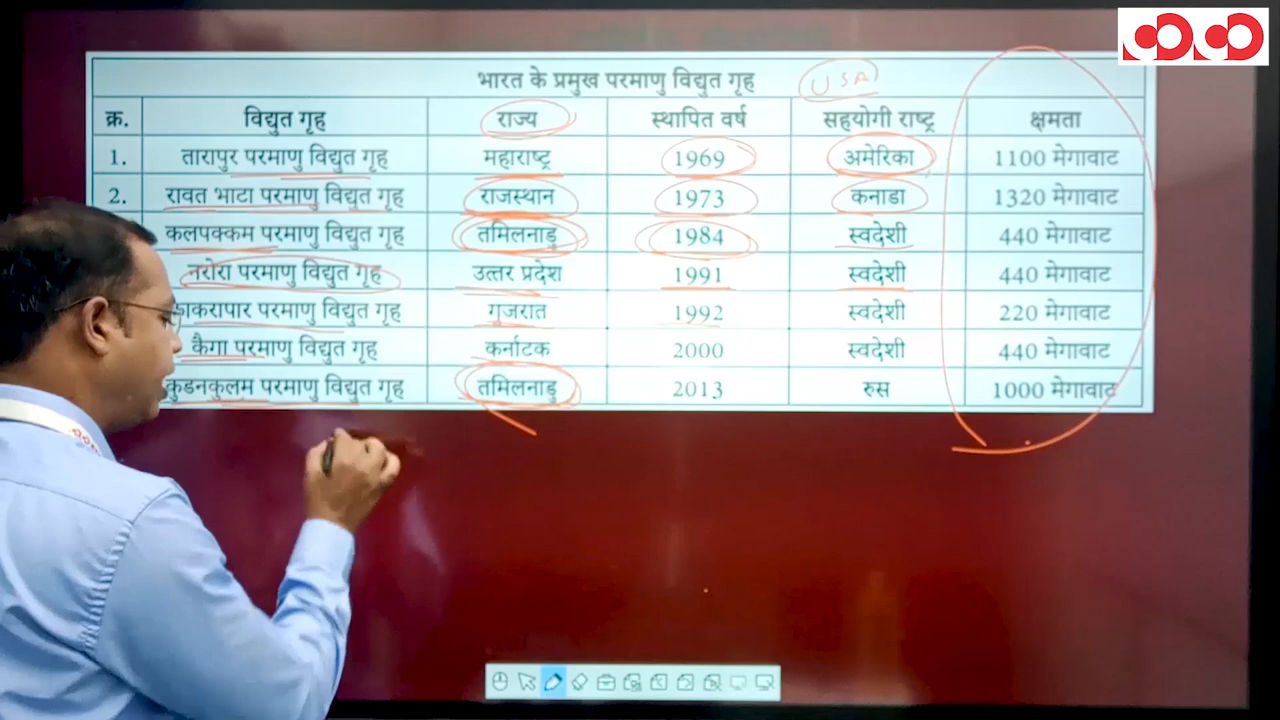 भारत के प्रमुख परमाणु विद्युत गृह USA
क्र. विद्युत गृह राज्य स्थापित वर्ष सहयोगी राष्ट्र क्षमता
1. तारापुर परमाणु विद्युत गृह महाराष्ट्र 1969 अमेरिका 1100 मेगावाट
2. रावत भाटा परमाणु विद्युत गृह राजस्थान 1973 कनाडा 1320 मेगावाट
कलपक्कम परमाणु विद्युत गृह तमिलनाडु 1984 स्वदेशी 440 मेगावाट
नरोरा परमाणु विद्युत गृह उत्तर प्रदेश 1991 स्वदेशी 440 मेगावाट
काकरापार परमाणु विद्युत गृह गुजरात 1992 स्वदेशी 220 मेगावाट
कैगा परमाणु विद्युत गृह कर्नाटक 2000 स्वदेशी 440 मेगावाट
कुडनकुलम परमाणु विद्युत गृह तमिलनाडु 2013 रुस 1000 मेगावाट